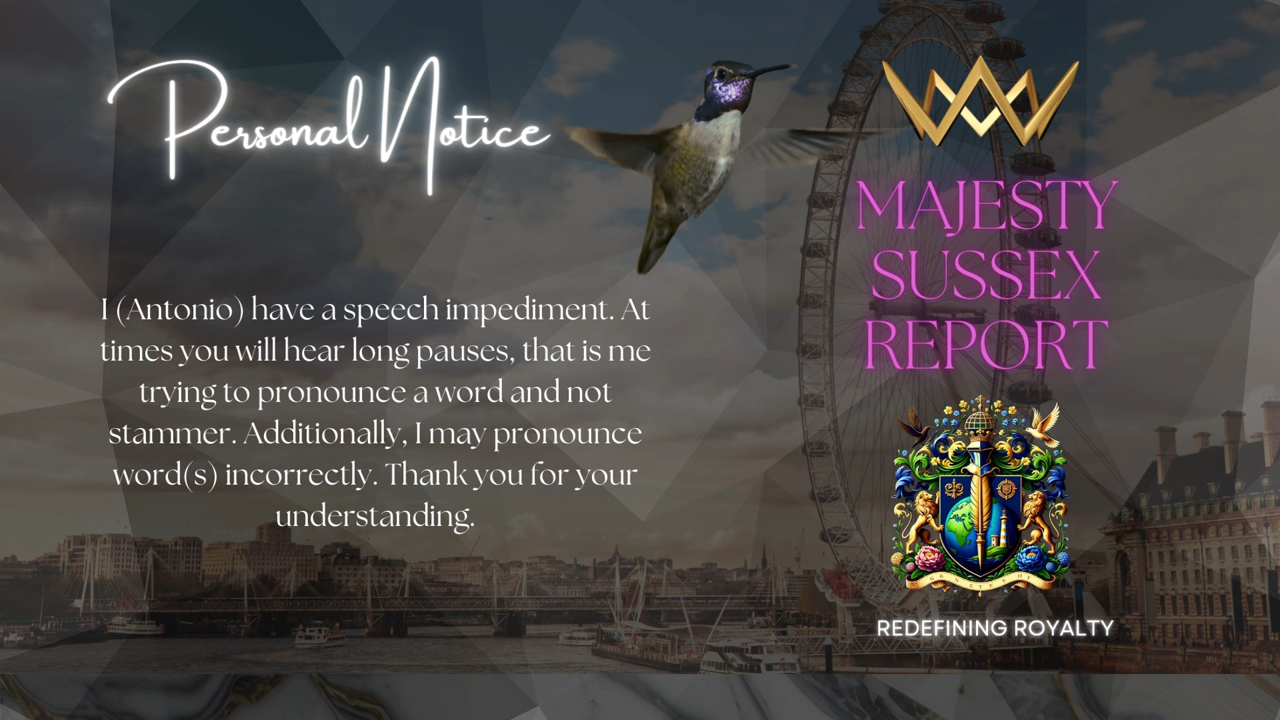 Personal Notice
I (Antonio) have a speech impediment. At
times you will hear long pauses, that is me
trying to pronounce a word and not
stammer. Additionally, I may pronounce
word(s) incorrectly. Thank you for your
understanding.
MAJESTY
SUSSEX
REPORT
REDEFINING ROYALTY